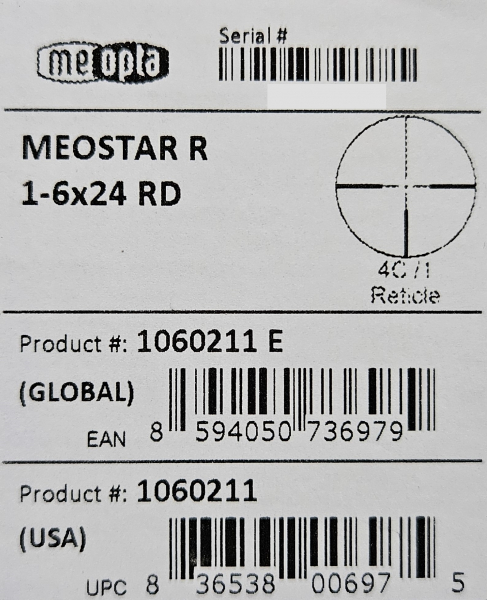 meopta
Serial #
MEOSTAR R
1-6x24 RD
4C /1
Reticle
Product #: 1060211 E
(GLOBAL)
EAN 8 594050 736979
Product #: 1060211
(USA)
UPC 8 36538 00697 5